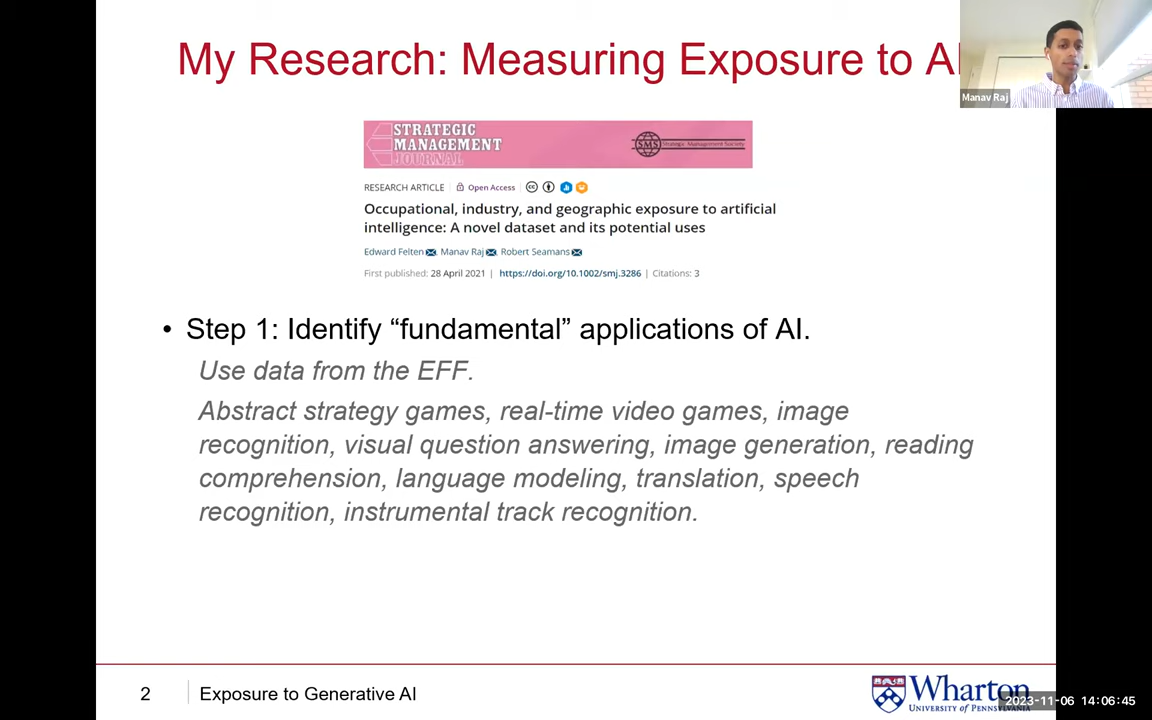 My Research: Measuring Exposure to AI
Manav Raj
STRATEGIC
MANAGEMENT
JOURNAL
SMS Strategic Management Society
RESEARCH ARTICLE Open Access
Occupational, industry, and geographic exposure to artificial
intelligence: A novel dataset and its potential uses
Edward Felten, Manav Raj, Robert Seamans
First published: 28 April 2021 | https://doi.org/10.1002/smj.3286 | Citations: 3
• Step 1: Identify “fundamental” applications of AI.
Use data from the EFF.
Abstract strategy games, real-time video games, image
recognition, visual question answering, image generation, reading
comprehension, language modeling, translation, speech
recognition, instrumental track recognition.
2 Exposure to Generative AI
Wharton
UNIVERSITY of PENNSYLVANIA
2023-11-06 14:06:45